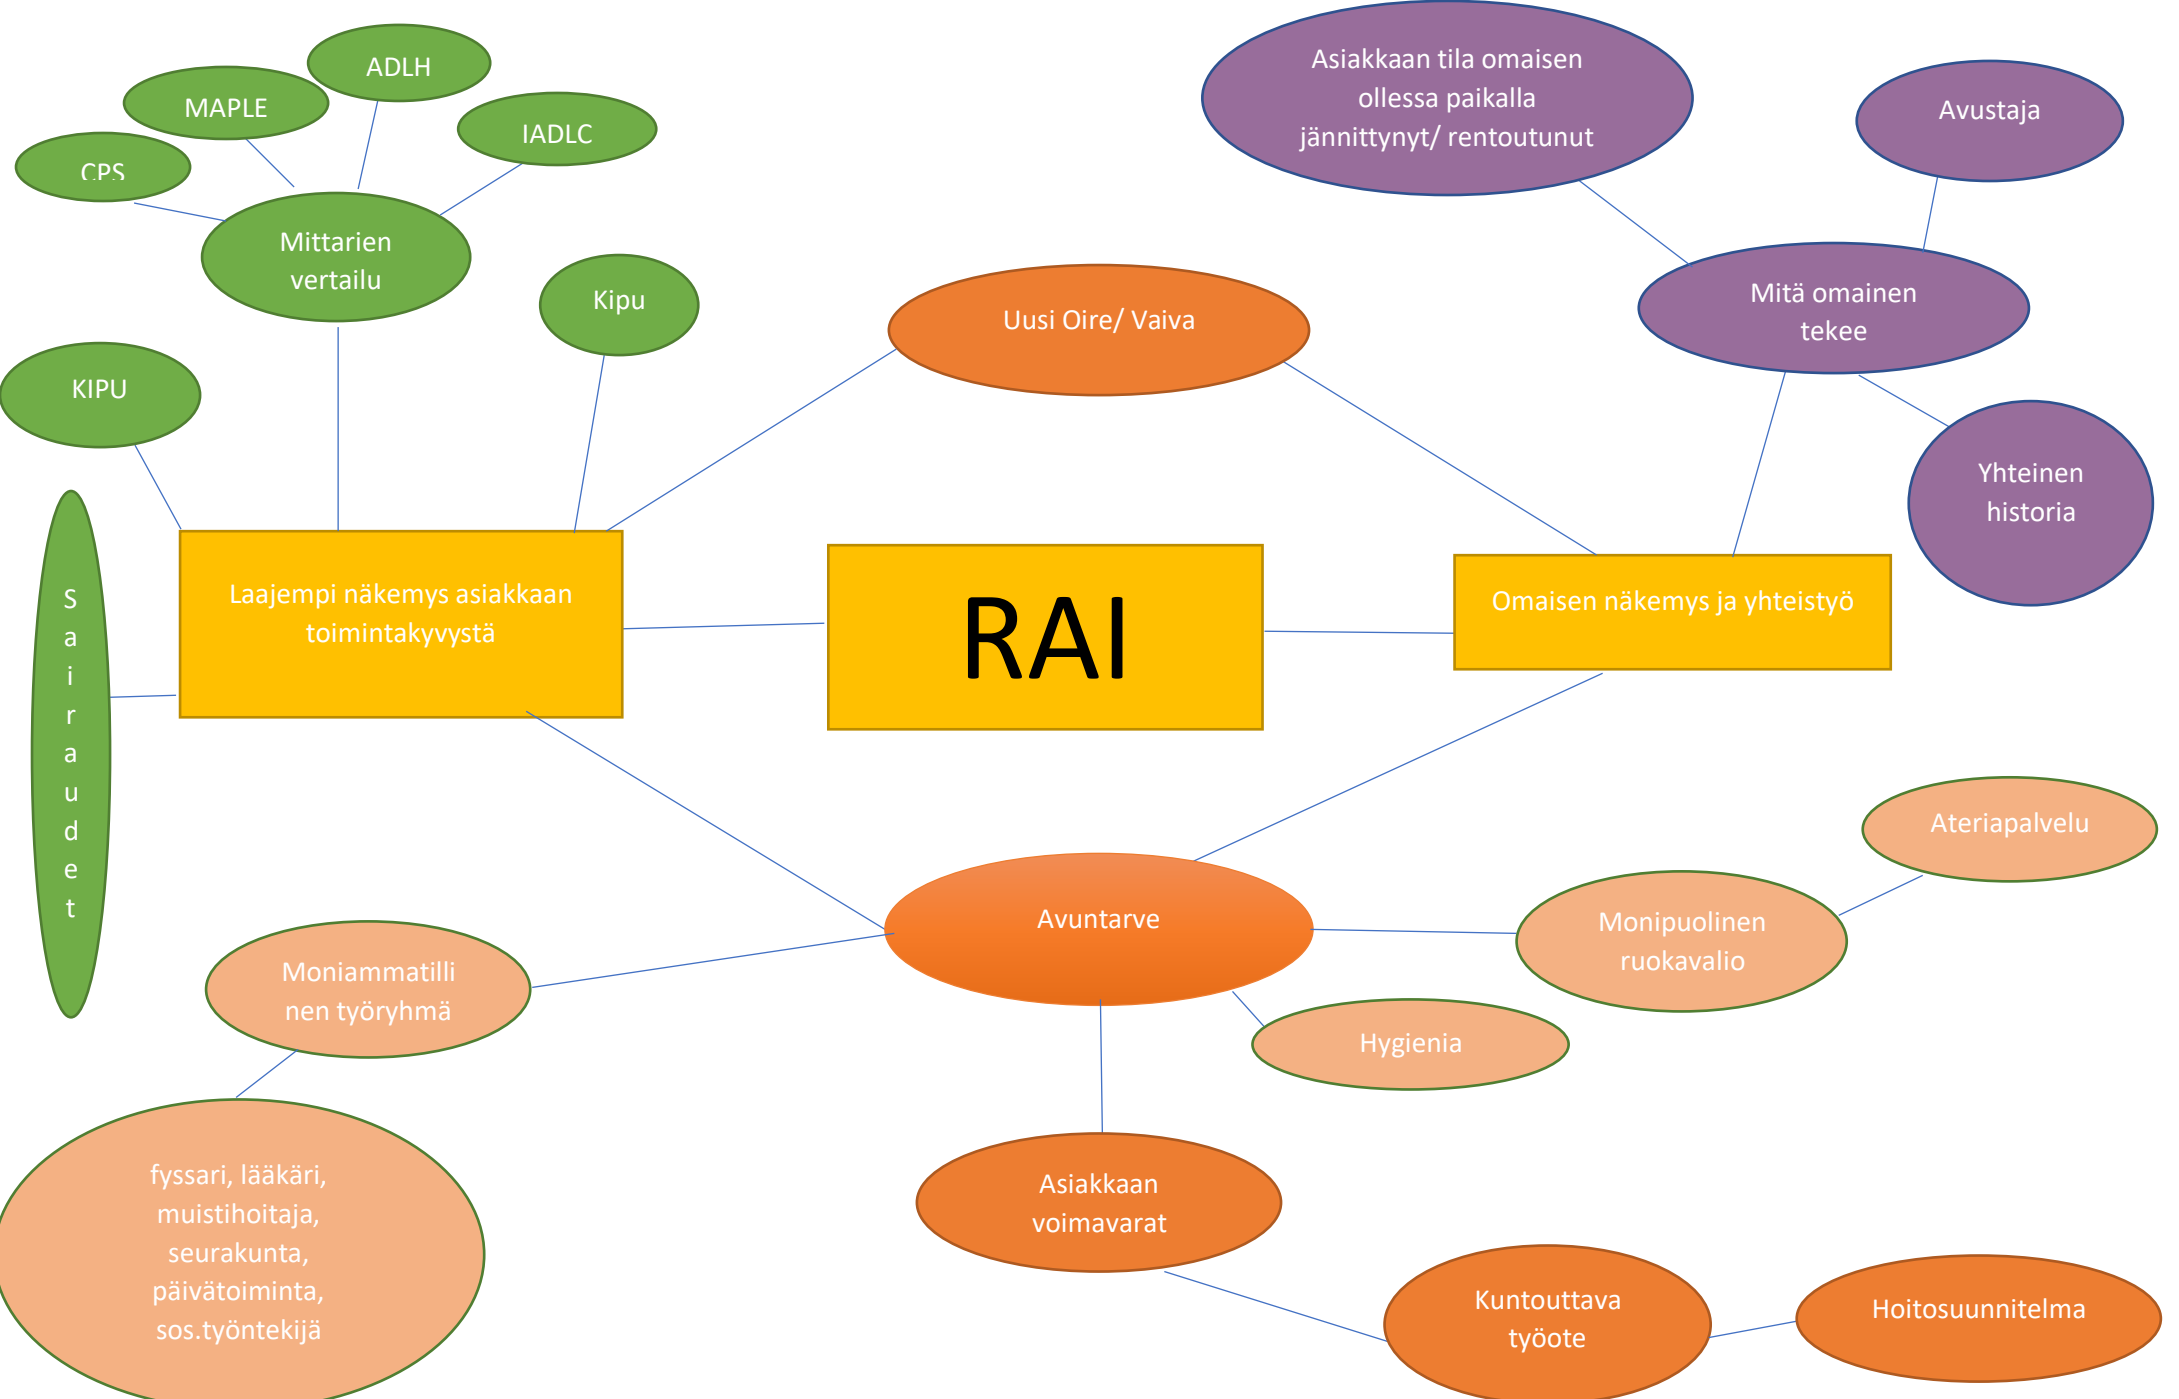 ADLH
MAPLE
IADLC
CPS
Mittarien
vertailu
Kipu
KIPU
Asiakkaan tila omaisen
ollessa paikalla
jännittynyt/ rentoutunut
Avustaja
Mitä omainen
tekee
Yhteinen
historia
Uusi Oire/ Vaiva
Sairaudet
Laajempi näkemys asiakkaan
toimintakyvystä
RAI
Omaisen näkemys ja yhteistyö
Avuntarve
Ateriapalvelu
Monipuolinen
ruokavalio
Hygienia
Moniammatilli
nen työryhmä
fyssari, lääkäri,
muistihoitaja,
seurakunta,
päivätoiminta,
sos.työntekijä
Asiakkaan
voimavarat
Kuntouttava
työote
Hoitosuunnitelma